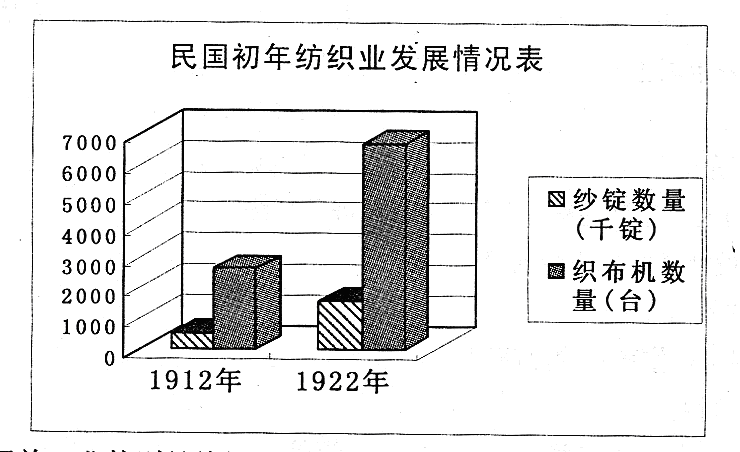 民国初年纺织业发展情况表
7000
6000
5000
4000
3000
2000
1000
0
1912年
1922年
纱锭数量
(千锭)
织布机数
量(台)